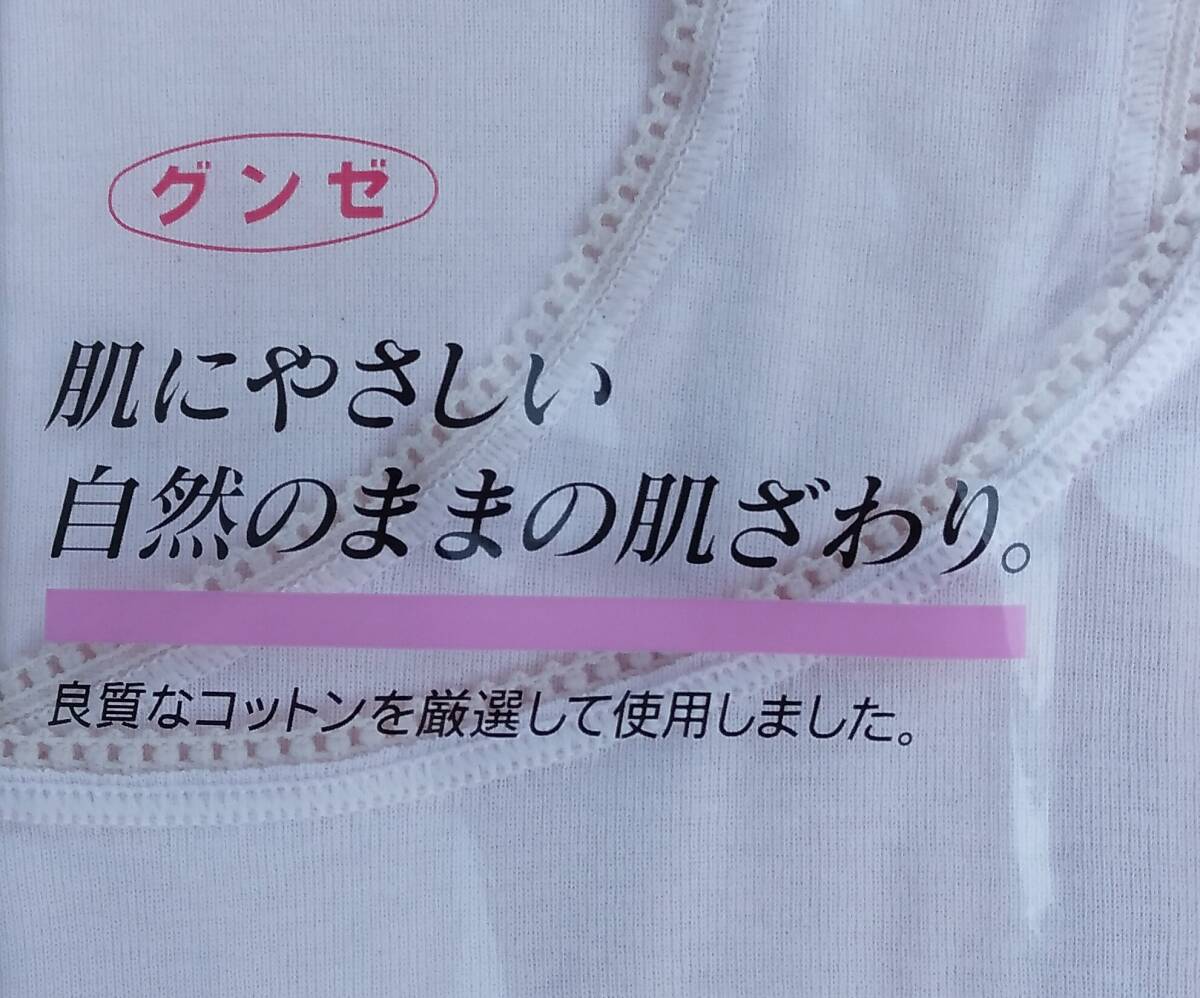 グンゼ
肌にやさしい
自然のままの肌ざわり。
良質なコットンを厳選して使用しました。